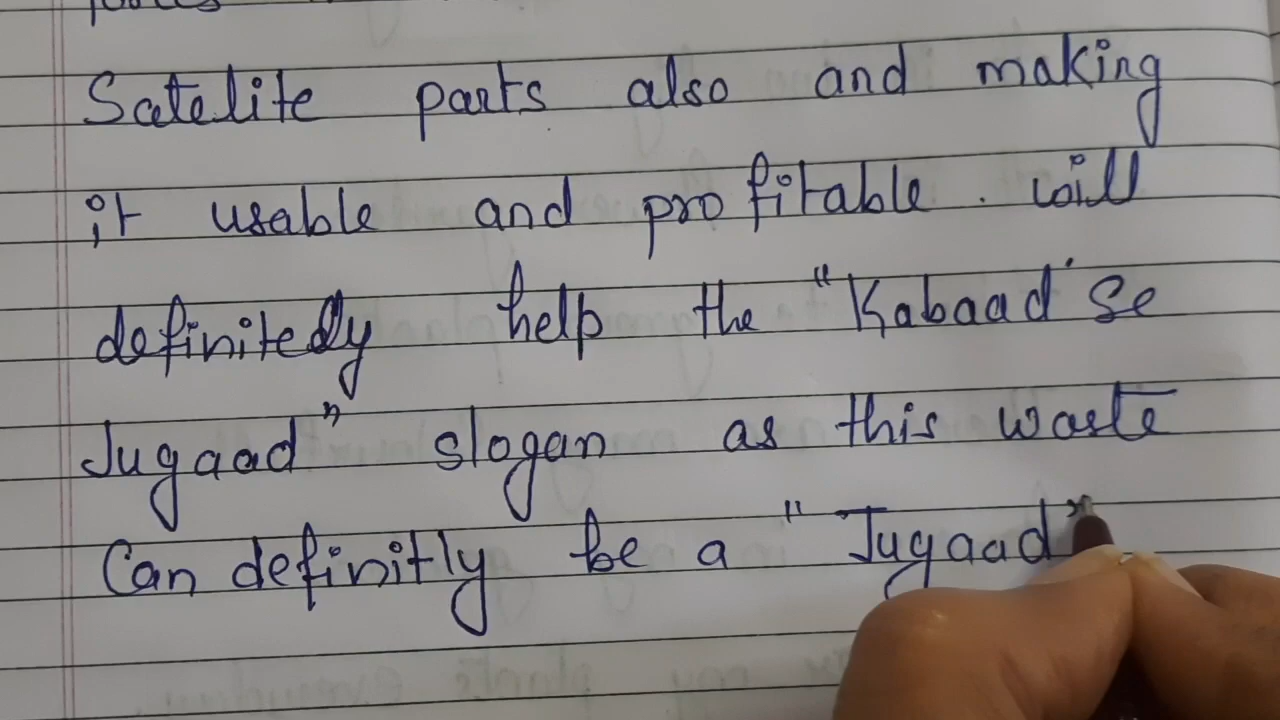 Satelite parts also and making
it usable and profitable. will
definitely help the "Kabaad Se
Jugaad" slogan as this waste
Can definitly be a "Jugaad"